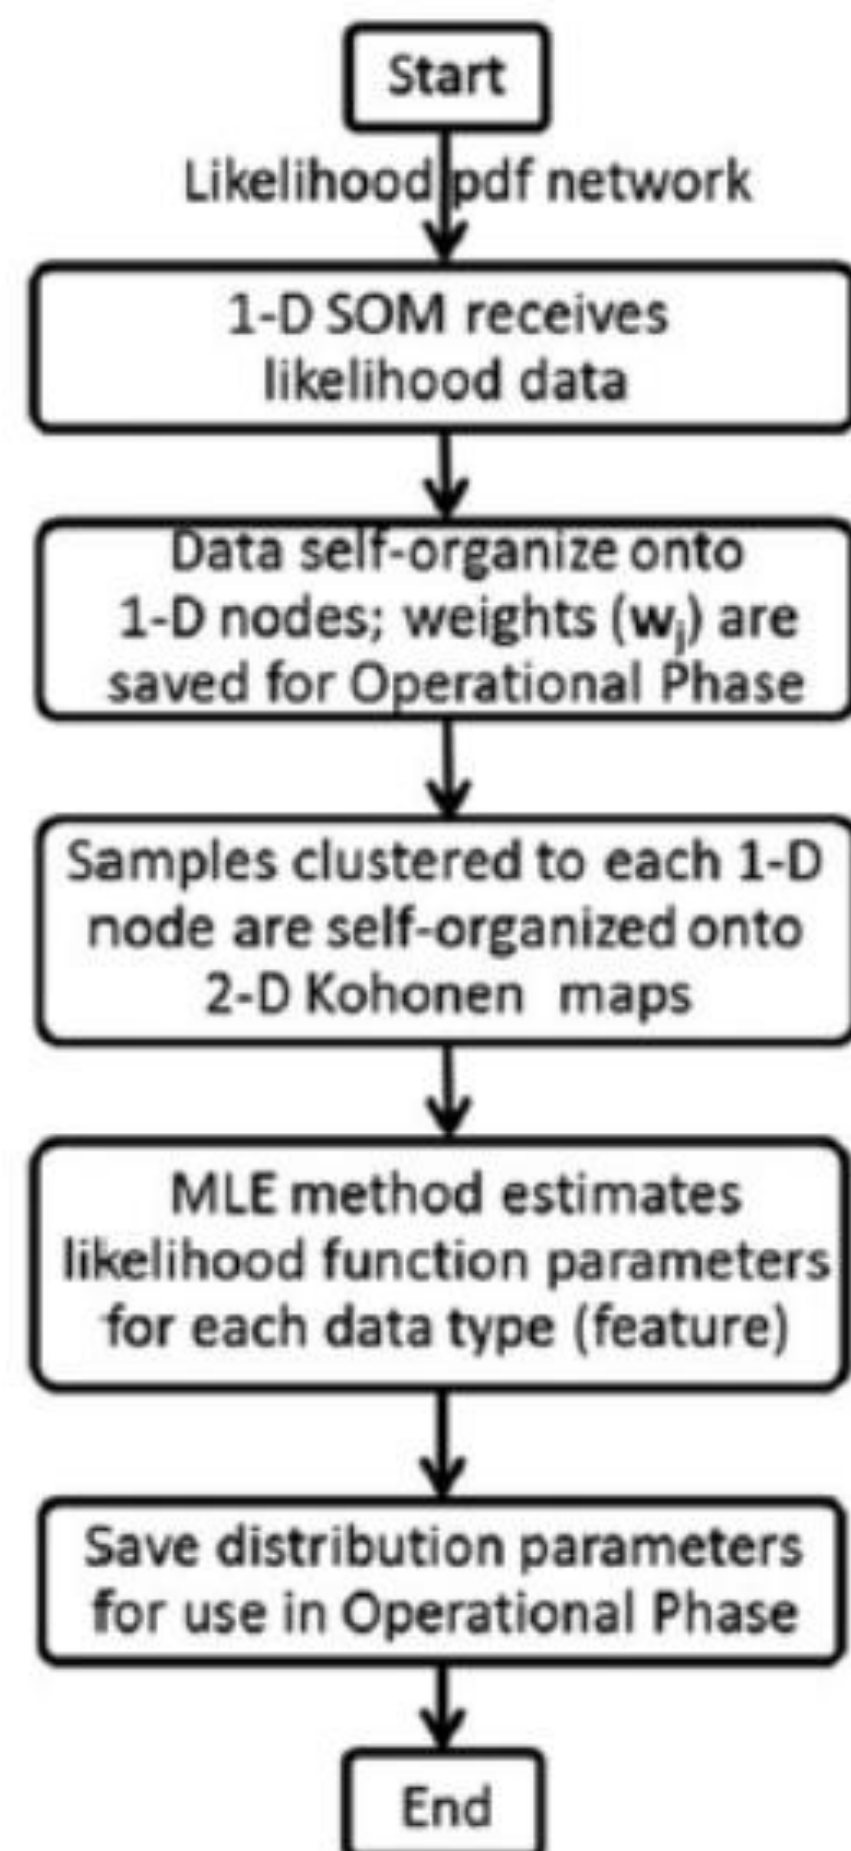 Start
Likelihood pdf network
1-D SOM receives
likelihood data
Data self-organize onto
1-D nodes; weights (wj) are
saved for Operational Phase
Samples clustered to each 1-D
node are self-organized onto
2-D Kohonen maps
MLE method estimates
likelihood function parameters
for each data type (feature)
Save distribution parameters
for use in Operational Phase
End